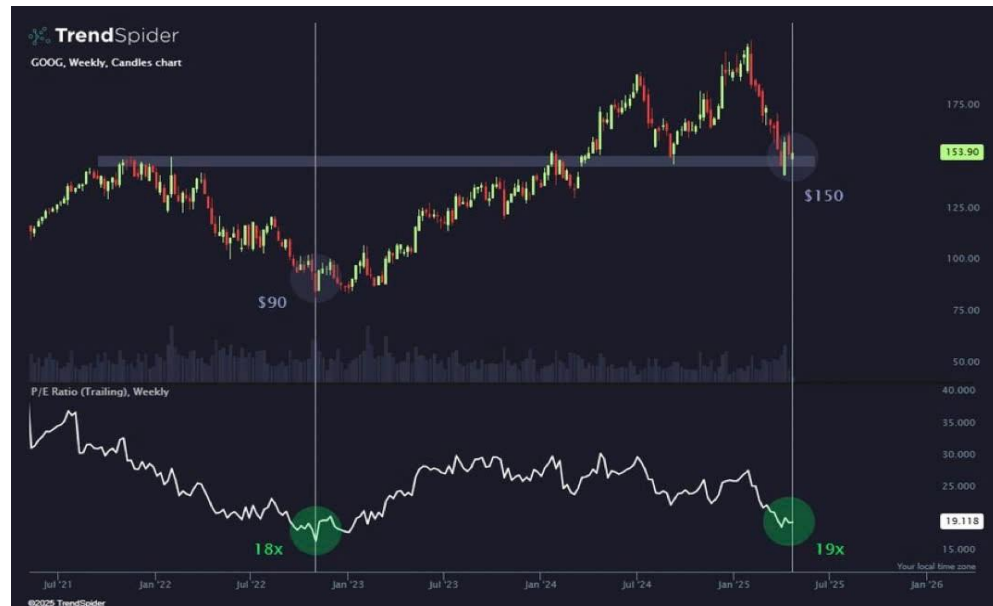 TrendSpider
GOOG, Weekly, Candles chart
175.00
153.90
$150
125.00
100.00
$90
75.00
50.00
P/E Ratio (Trailing), Weekly
40.000
35.000
30.000
25.000
19.118
18x
19x
15.000
Your local time zone
Jul '21
Jan '22
Jul '22
Jan '23
Jul '23
Jan '24
Jul '24
Jan '25
Jul '25
Jan '26
©2025 TrendSpider